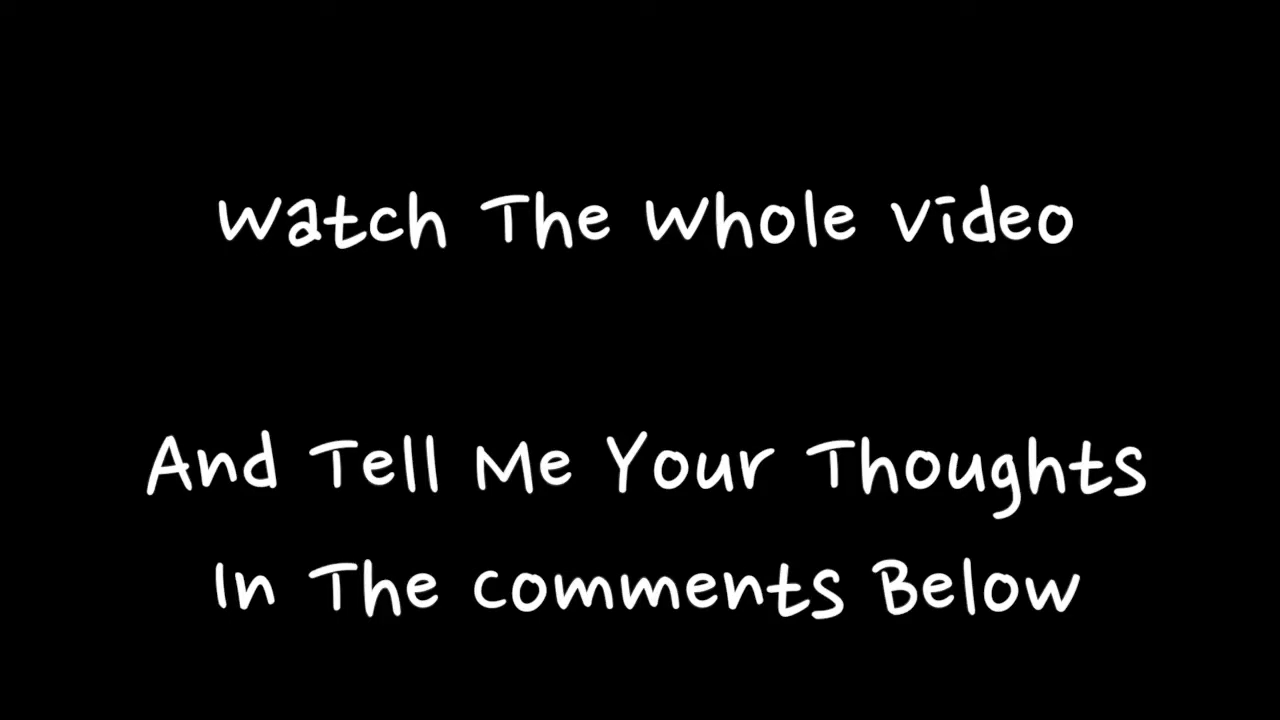 Watch The Whole Video
And Tell Me Your Thoughts
In The Comments Below